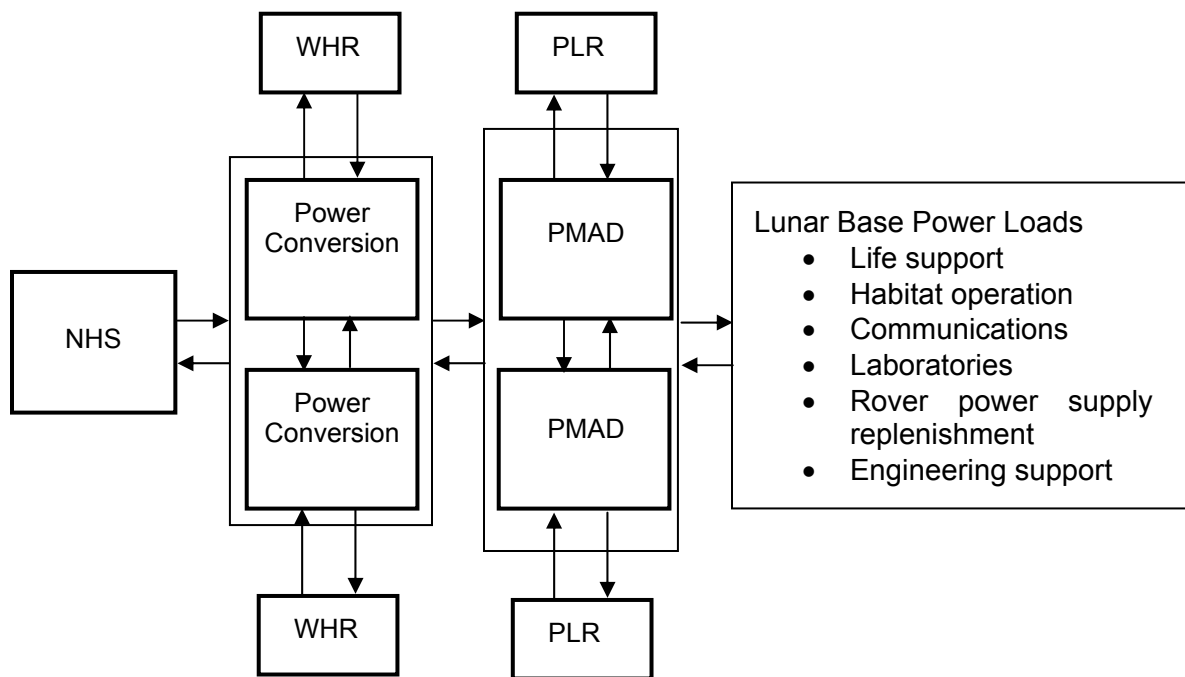 WHR
PLR
Power
Conversion
PMAD
NHS
Power
Conversion
PMAD
Lunar Base Power Loads
• Life support
• Habitat operation
• Communications
• Laboratories
• Rover power supply
replenishment
• Engineering support
WHR
PLR